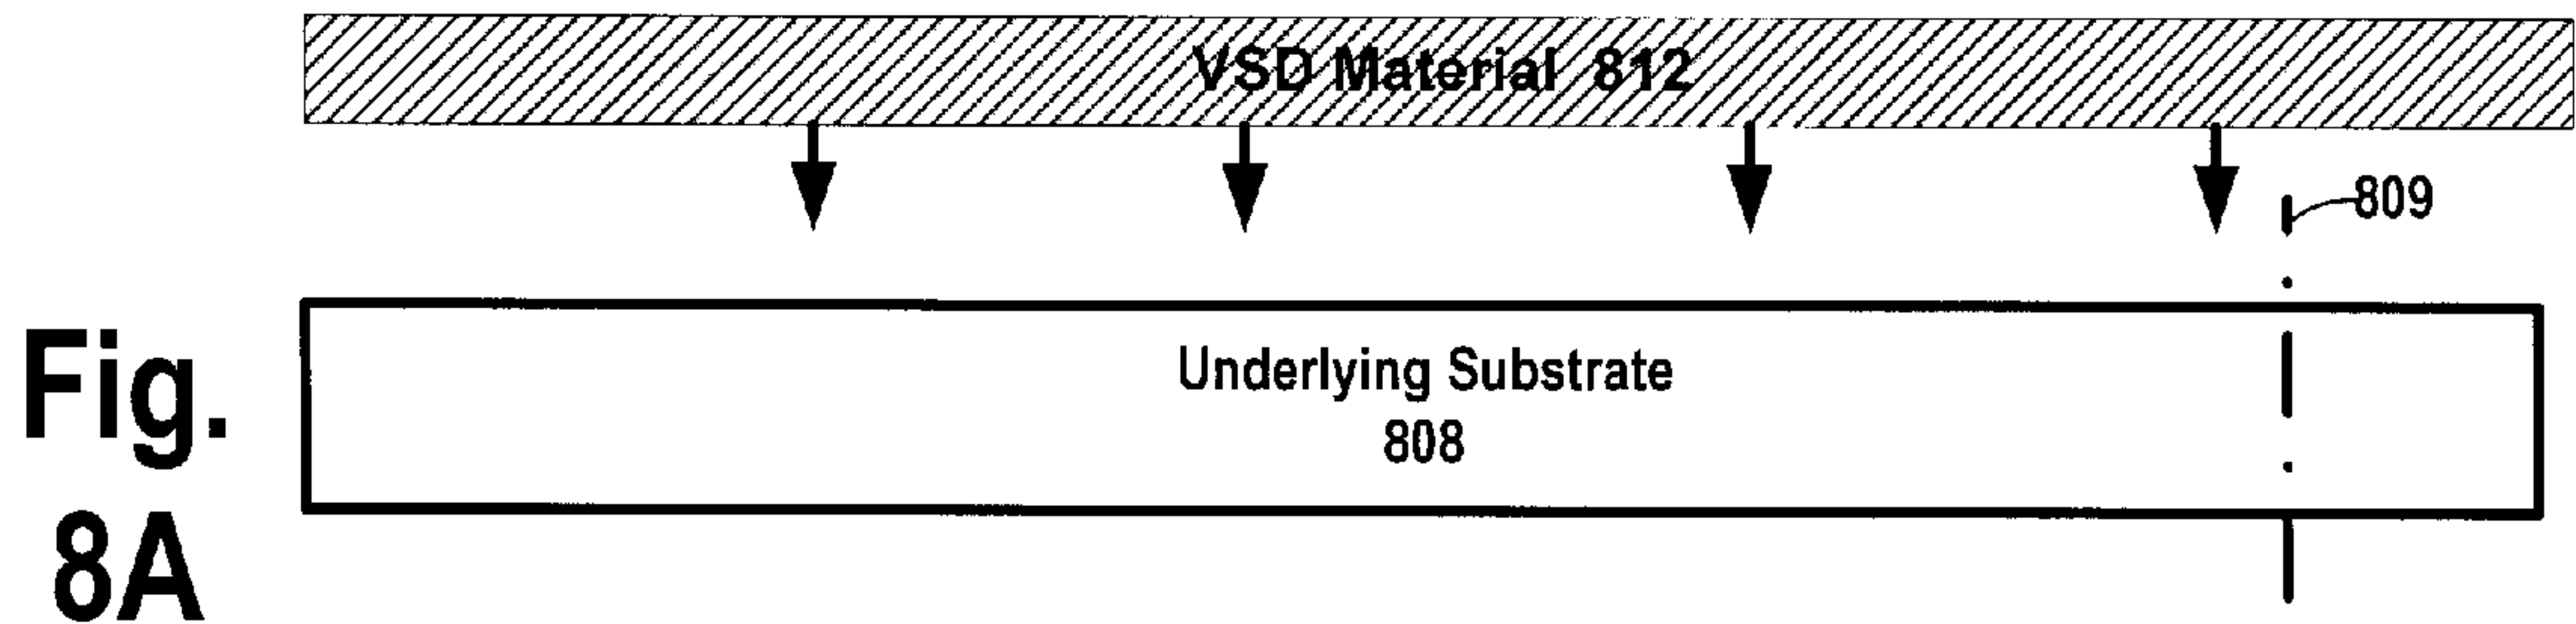 VSD Material 812
809
Underlying Substrate
808
Fig.
8A